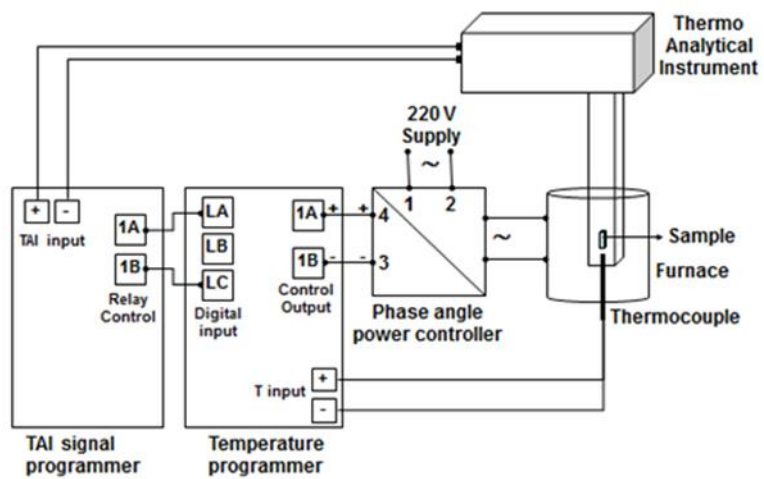 Thermo
Analytical
Instrument
220 V
Supply
~
1 2
+ -
TAI input
1A
1B
Relay
Control
LA
LB
LC
Digital
input
1A + + 4
1B - - 3
Control
Output
~
Phase angle
power controller
Sample
Furnace
Thermocouple
T input +
-
TAI signal
programmer
Temperature
programmer